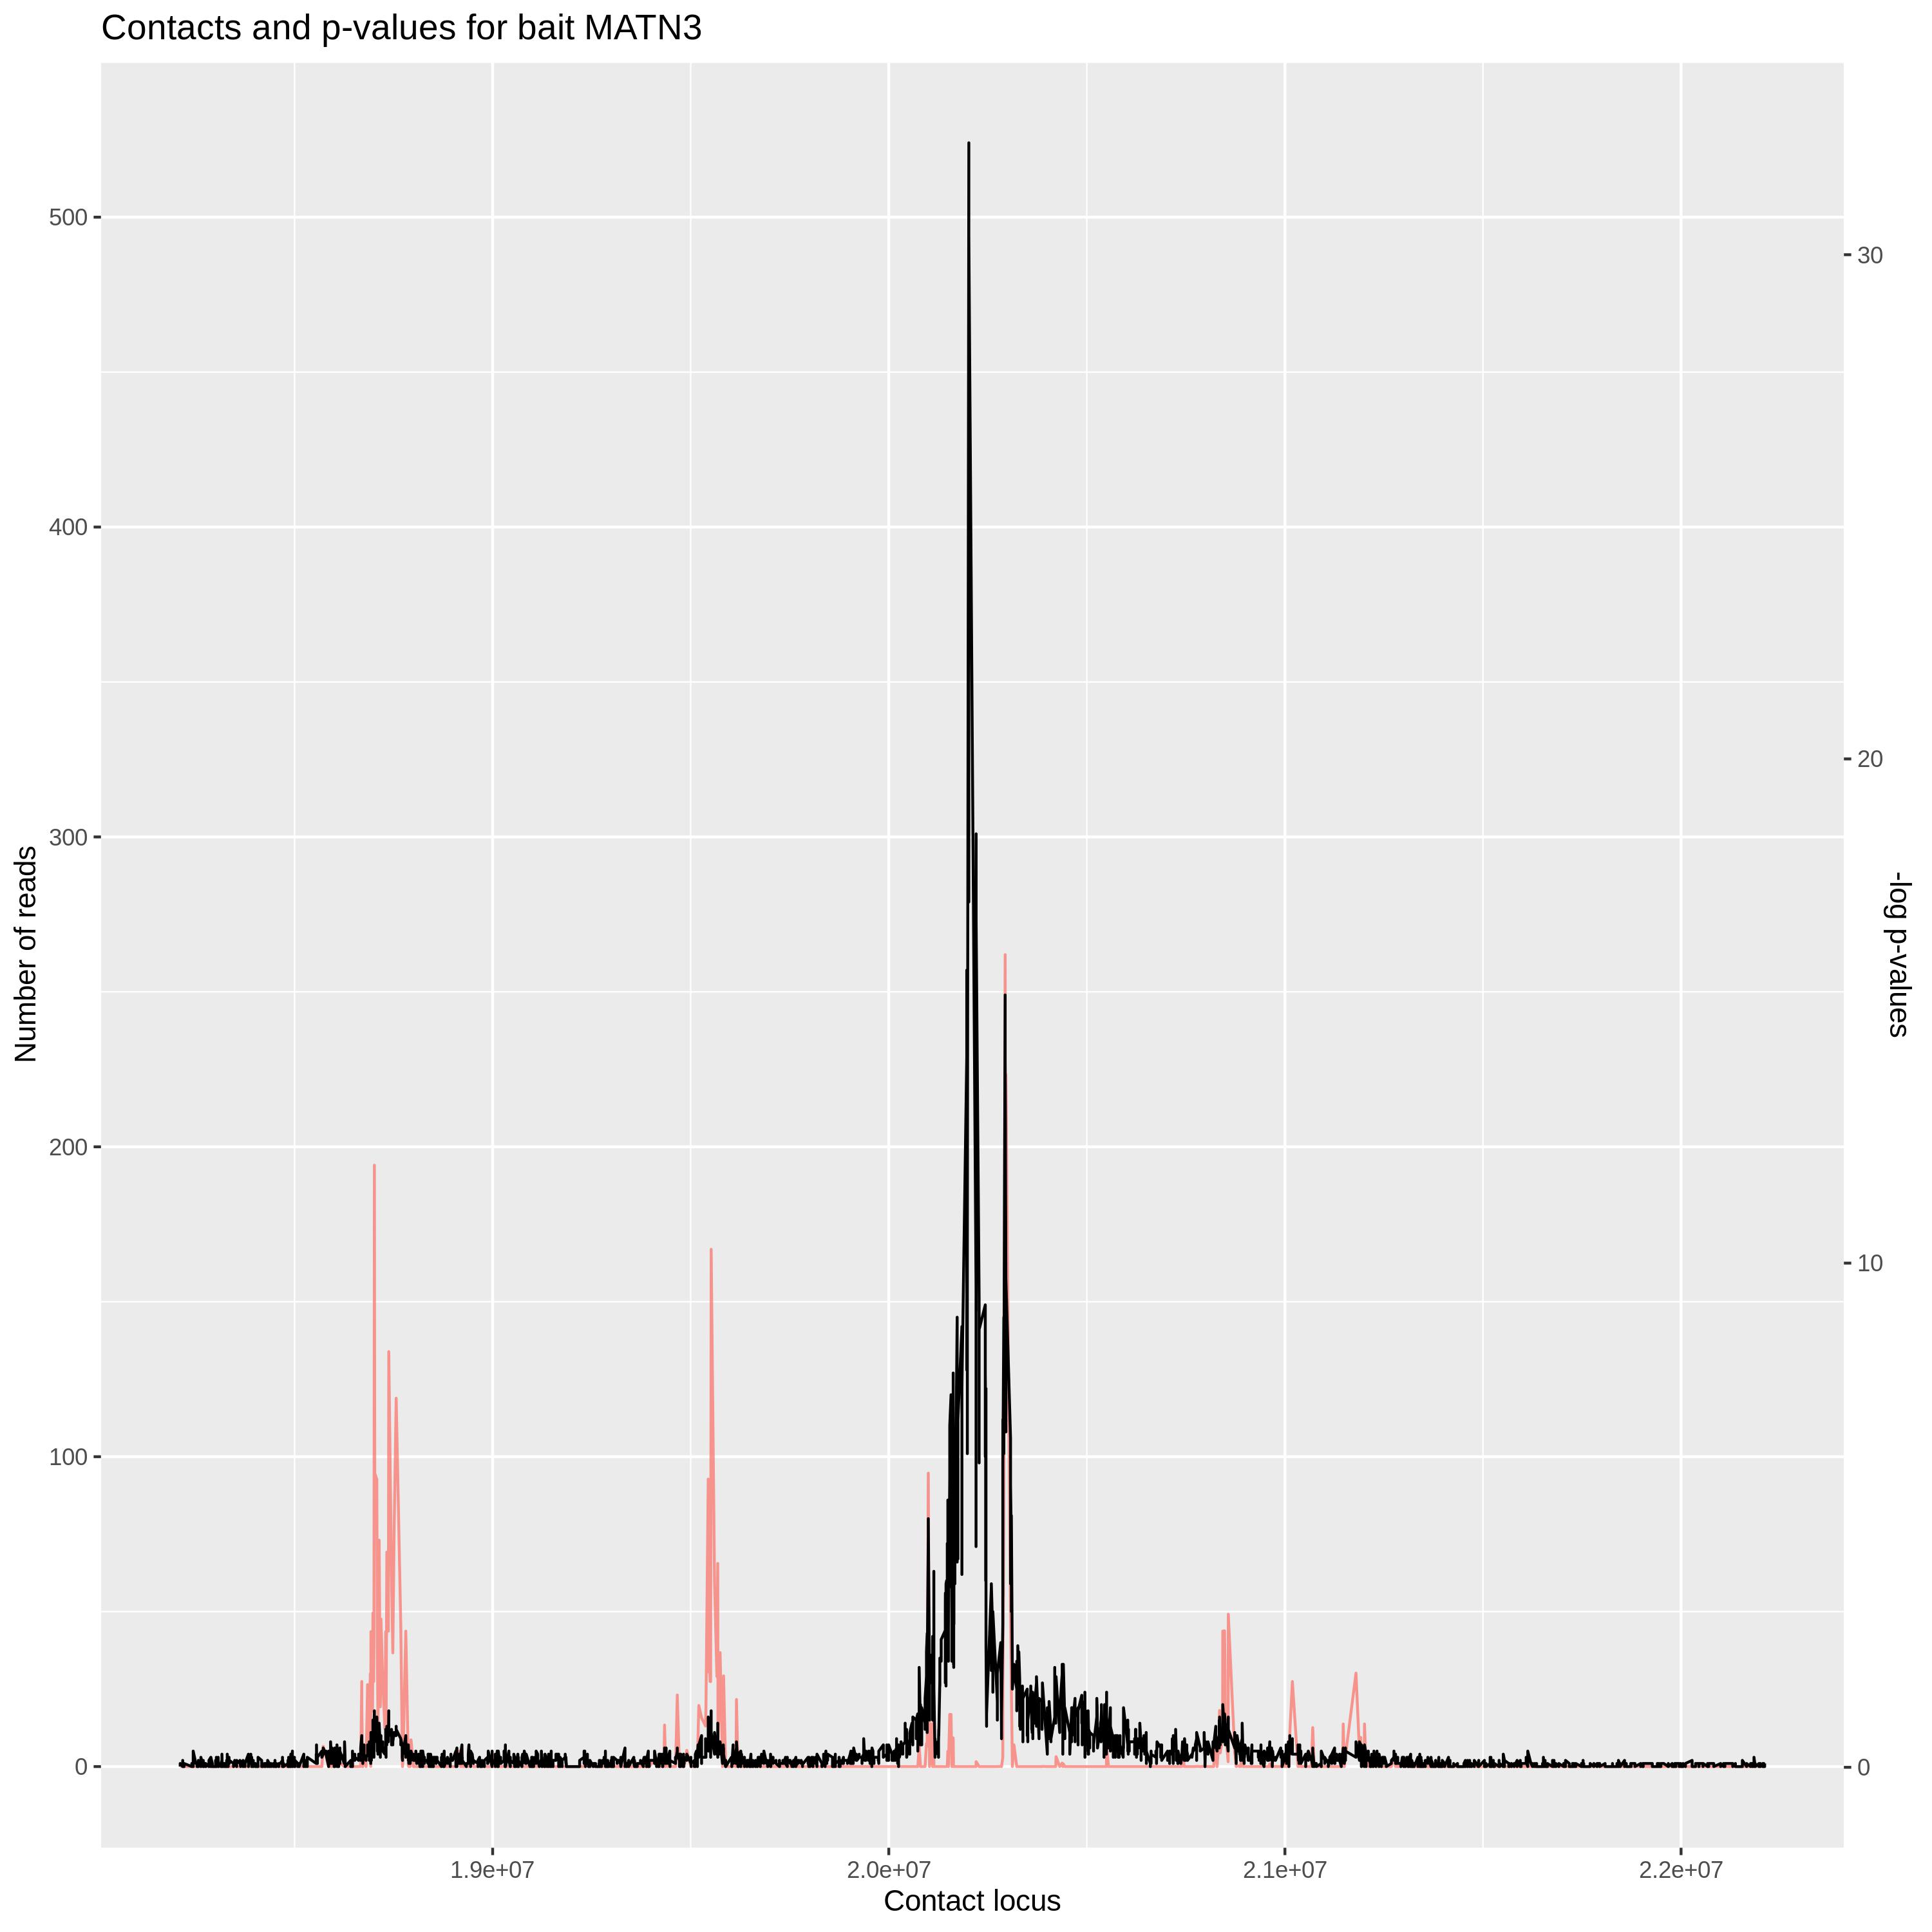 Contacts and p-values for bait MATN3
Number of reads
500
400
300
200
100
0
30
20
10
0
-log p-values
1.9e+07
2.0e+07
2.1e+07
2.2e+07
Contact locus